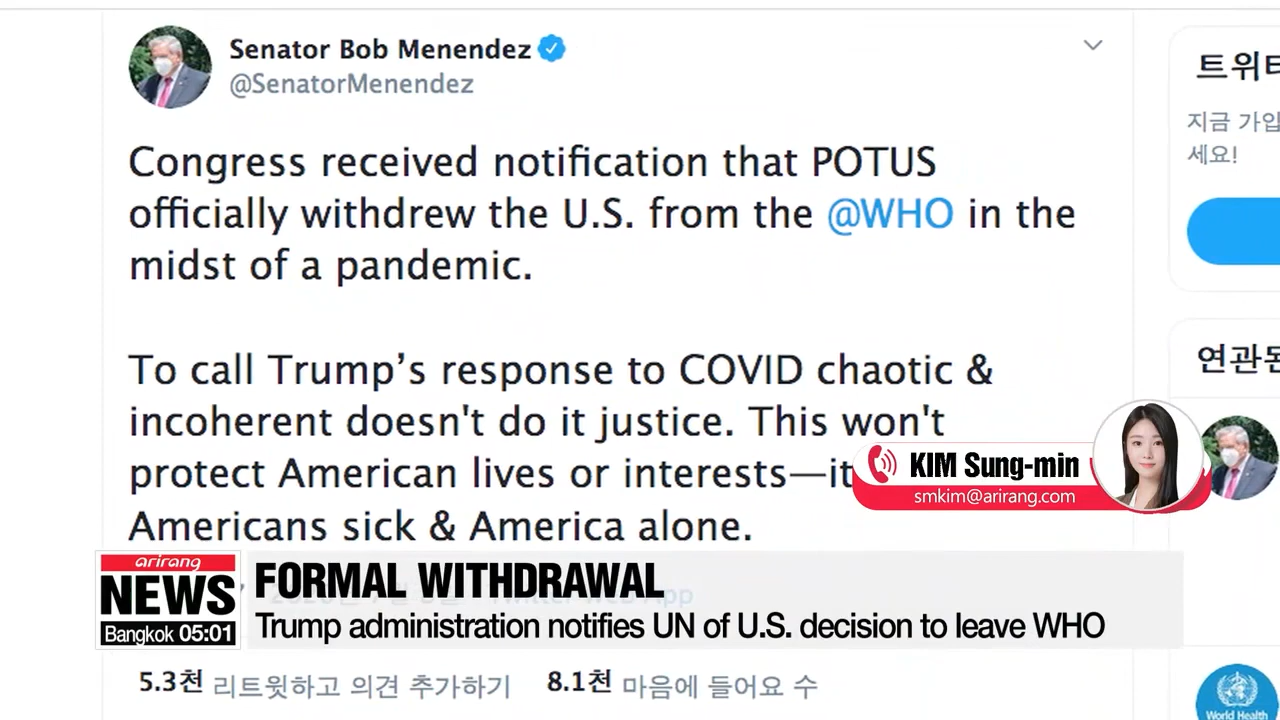 Senator Bob Menendez
@SenatorMenendez
Congress received notification that POTUS
officially withdrew the U.S. from the @WHO in the
midst of a pandemic.
To call Trump's response to COVID chaotic &
incoherent doesn't do it justice. This won't
protect American lives or interests—it
Americans sick & America alone.
트위터
지금 가입
세요!
연관된
KIM Sung-min
smkim@arirang.com
arirang
NEWS
Bangkok 05:01
FORMAL WITHDRAWAL
Trump administration notifies UN of U.S. decision to leave WHO
5.3천 리트윗하고 의견 추가하기 8.1천 마음에 들어요 수
World Health